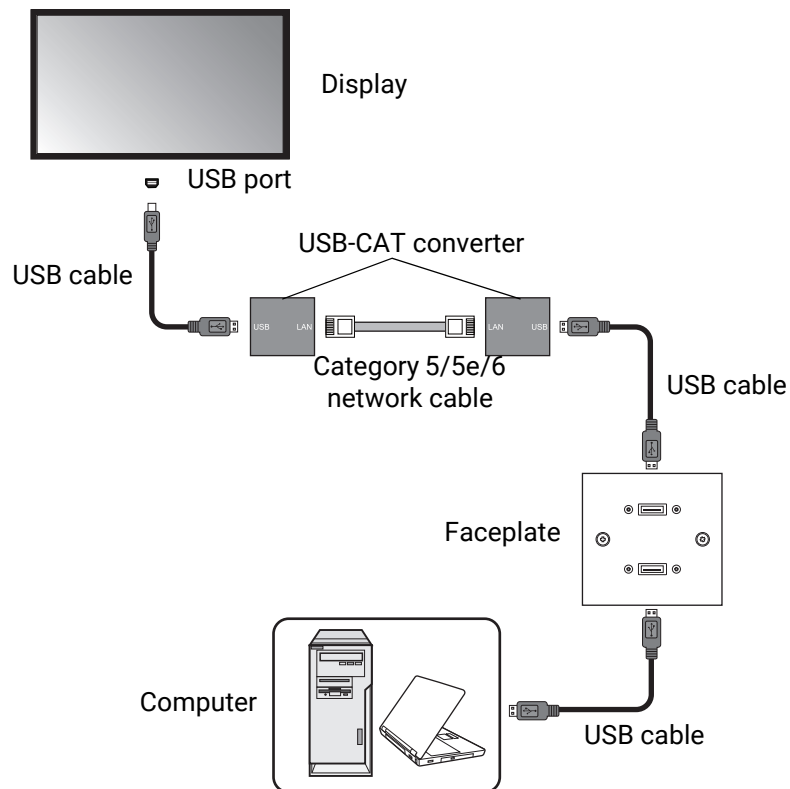 Display
USB port
USB-CAT converter
USB cable
USB LAN
LAN USB
Category 5/5e/6
network cable
USB cable
Faceplate
Computer
USB cable